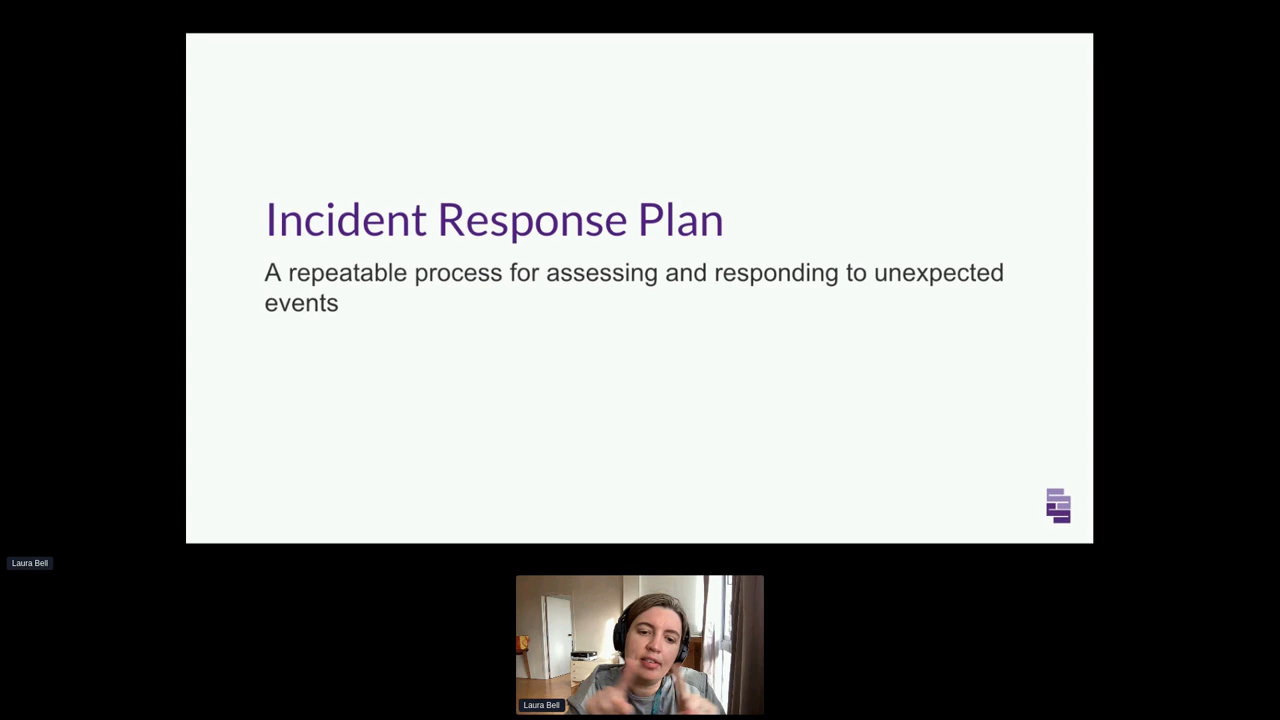 Incident Response Plan
A repeatable process for assessing and responding to unexpected
events
Laura Bell
Laura Bell